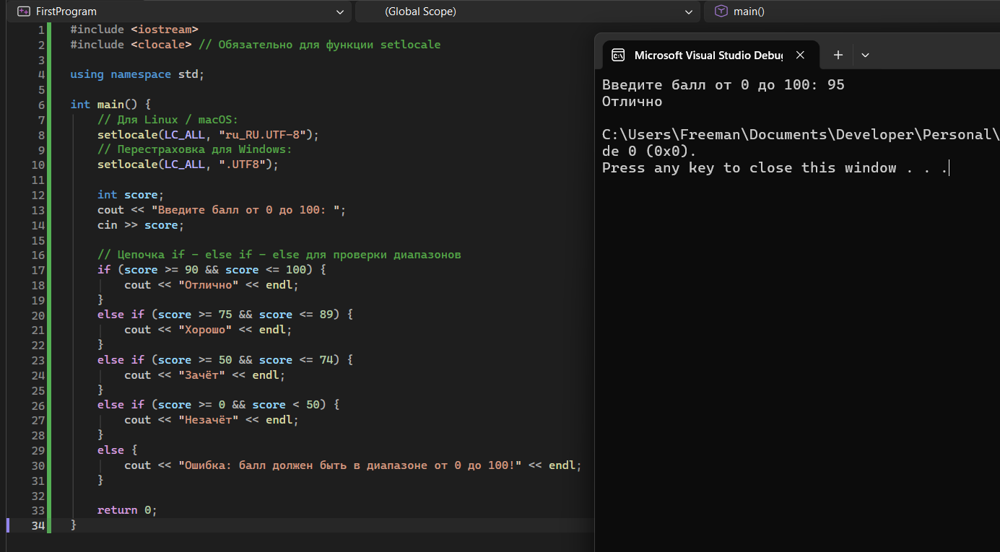 FirstProgram
(Global Scope)
main()
1 #include <iostream>
2 #include <clocale> // Обязательно для функции setlocale
3
4 using namespace std;
5
6 int main() {
7 // Для Linux / macOS:
8 setlocale(LC_ALL, "ru_RU.UTF-8");
9 // Перестраховка для Windows:
10 setlocale(LC_ALL, ".UTF8");
11
12 int score;
13 cout << "Введите балл от 0 до 100: ";
14 cin >> score;
15
16 // Цепочка if - else if - else для проверки диапазонов
17 if (score >= 90 && score <= 100) {
18 cout << "Отлично" << endl;
19 }
20 else if (score >= 75 && score <= 89) {
21 cout << "Хорошо" << endl;
22 }
23 else if (score >= 50 && score <= 74) {
24 cout << "Зачёт" << endl;
25 }
26 else if (score >= 0 && score < 50) {
27 cout << "Незачёт" << endl;
28 }
29 else {
30 cout << "Ошибка: балл должен быть в диапазоне от 0 до 100!" << endl;
31 }
32
33 return 0;
34 }
Microsoft Visual Studio Debug
Введите балл от 0 до 100: 95
Отлично
C:\Users\Freeman\Documents\Developer\Personal\
de 0 (0x0).
Press any key to close this window . . .